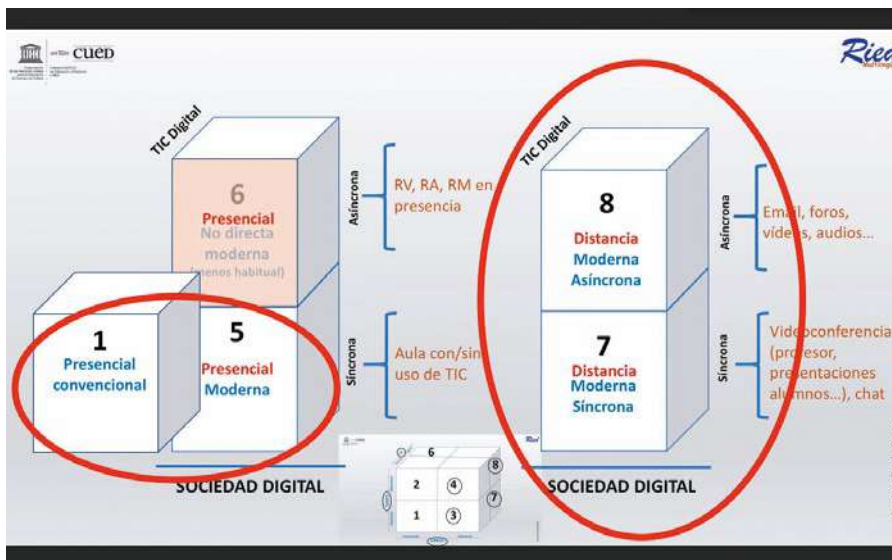 CUED
Ried
TIC Digital
6
Presencial
No directa
moderna
(menos habitual)
Asíncrona
RV, RA, RM en
presencia
1
Presencial
convencional
5
Presencial
Moderna
Síncrona
Aula con/sin
uso de TIC
SOCIEDAD DIGITAL
TIC Digital
8
Distancia
Moderna
Asíncrona
Asíncrona
Email, foros,
vídeos, audios...
7
Distancia
Moderna
Síncrona
Síncrona
Videoconferencia
(profesor,
presentaciones
alumnos...), chat
SOCIEDAD DIGITAL
6
2
4
8
1
3
7